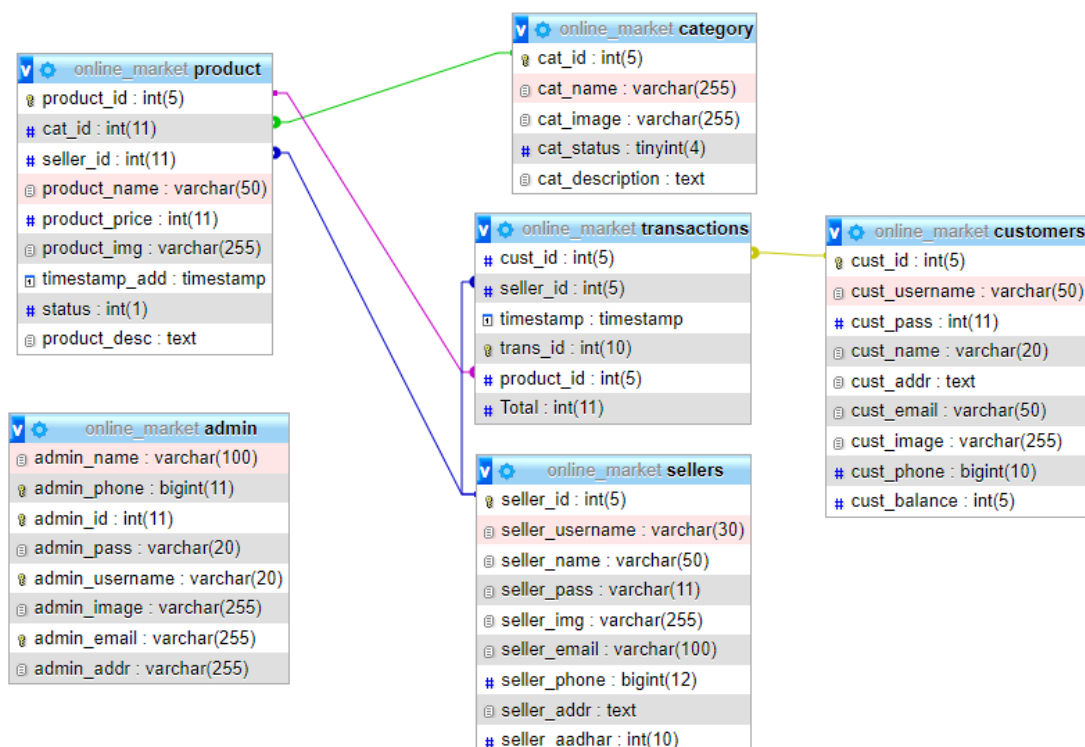 online_market product
product_id : int(5)
cat_id : int(11)
seller_id : int(11)
product_name : varchar(50)
product_price : int(11)
product_img : varchar(255)
timestamp_add : timestamp
status : int(1)
product_desc : text
online_market category
cat_id : int(5)
cat_name : varchar(255)
cat_image : varchar(255)
cat_status : tinyint(4)
cat_description : text
online_market transactions
cust_id : int(5)
seller_id : int(5)
timestamp : timestamp
trans_id : int(10)
product_id : int(5)
Total : int(11)
online_market customers
cust_id : int(5)
cust_username : varchar(50)
cust_pass : int(11)
cust_name : varchar(20)
cust_addr : text
cust_email : varchar(50)
cust_image : varchar(255)
cust_phone : bigint(10)
cust_balance : int(5)
online_market admin
admin_name : varchar(100)
admin_phone : bigint(11)
admin_id : int(11)
admin_pass : varchar(20)
admin_username : varchar(20)
admin_image : varchar(255)
admin_email : varchar(255)
admin_addr : varchar(255)
online_market sellers
seller_id : int(5)
seller_username : varchar(30)
seller_name : varchar(50)
seller_pass : varchar(11)
seller_img : varchar(255)
seller_email : varchar(100)
seller_phone : bigint(12)
seller_addr : text
seller_aadhar : int(10)